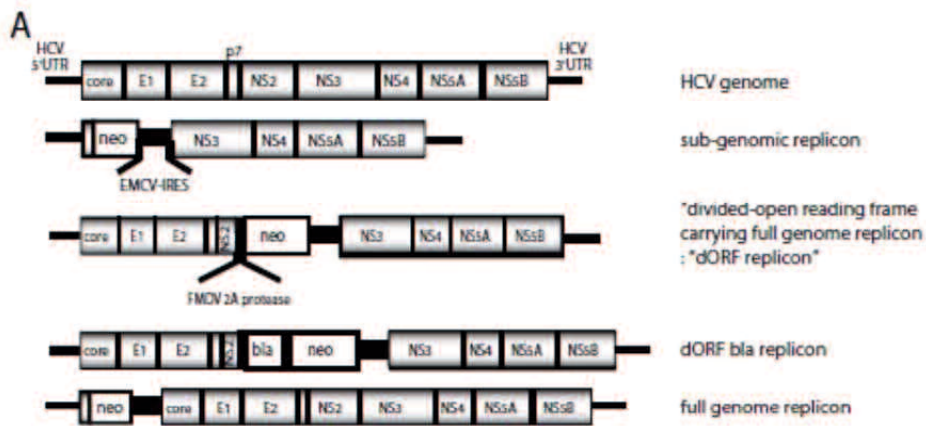 A
HCV
5'UTR
p7
HCV
3'UTR
core E1 E2 NS2 NS3 NS4 NS5A NS5B
HCV genome
neo NS3 NS4 NS5A NS5B
sub-genomic replicon
EMCV-IRES
"divided-open reading frame
carrying full genome replicon
: "dORF replicon"
core E1 E2 NS2 neo NS3 NS4 NS5A NS5B
FMCV 2A protease
core E1 E2 NS2 bla neo NS3 NS4 NS5A NS5B
dORF bla replicon
neo core E1 E2 NS2 NS3 NS4 NS5A NS5B
full genome replicon